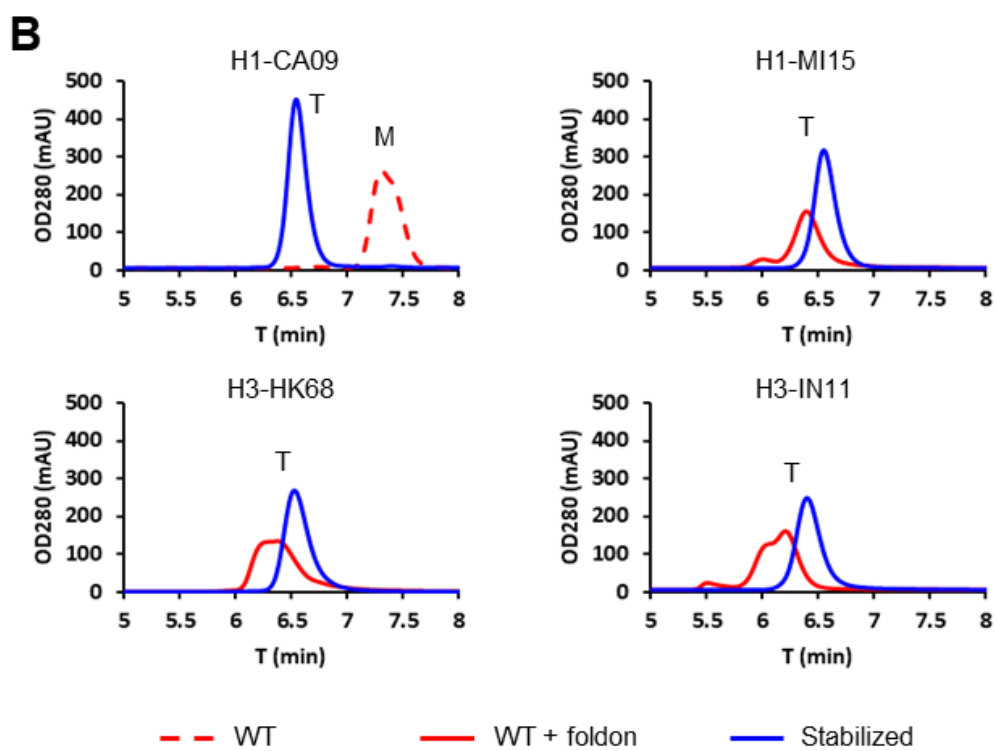 B
H1-CA09
500
400
300
200
100
0
OD280 (mAU)
T
M
5 5.5 6 6.5 7 7.5 8
T (min)
H1-MI15
500
400
300
200
100
0
OD280 (mAU)
T
5 5.5 6 6.5 7 7.5 8
T (min)
H3-HK68
500
400
300
200
100
0
OD280 (mAU)
T
5 5.5 6 6.5 7 7.5 8
T (min)
H3-IN11
500
400
300
200
100
0
OD280 (mAU)
T
5 5.5 6 6.5 7 7.5 8
T (min)
WT WT + foldon Stabilized